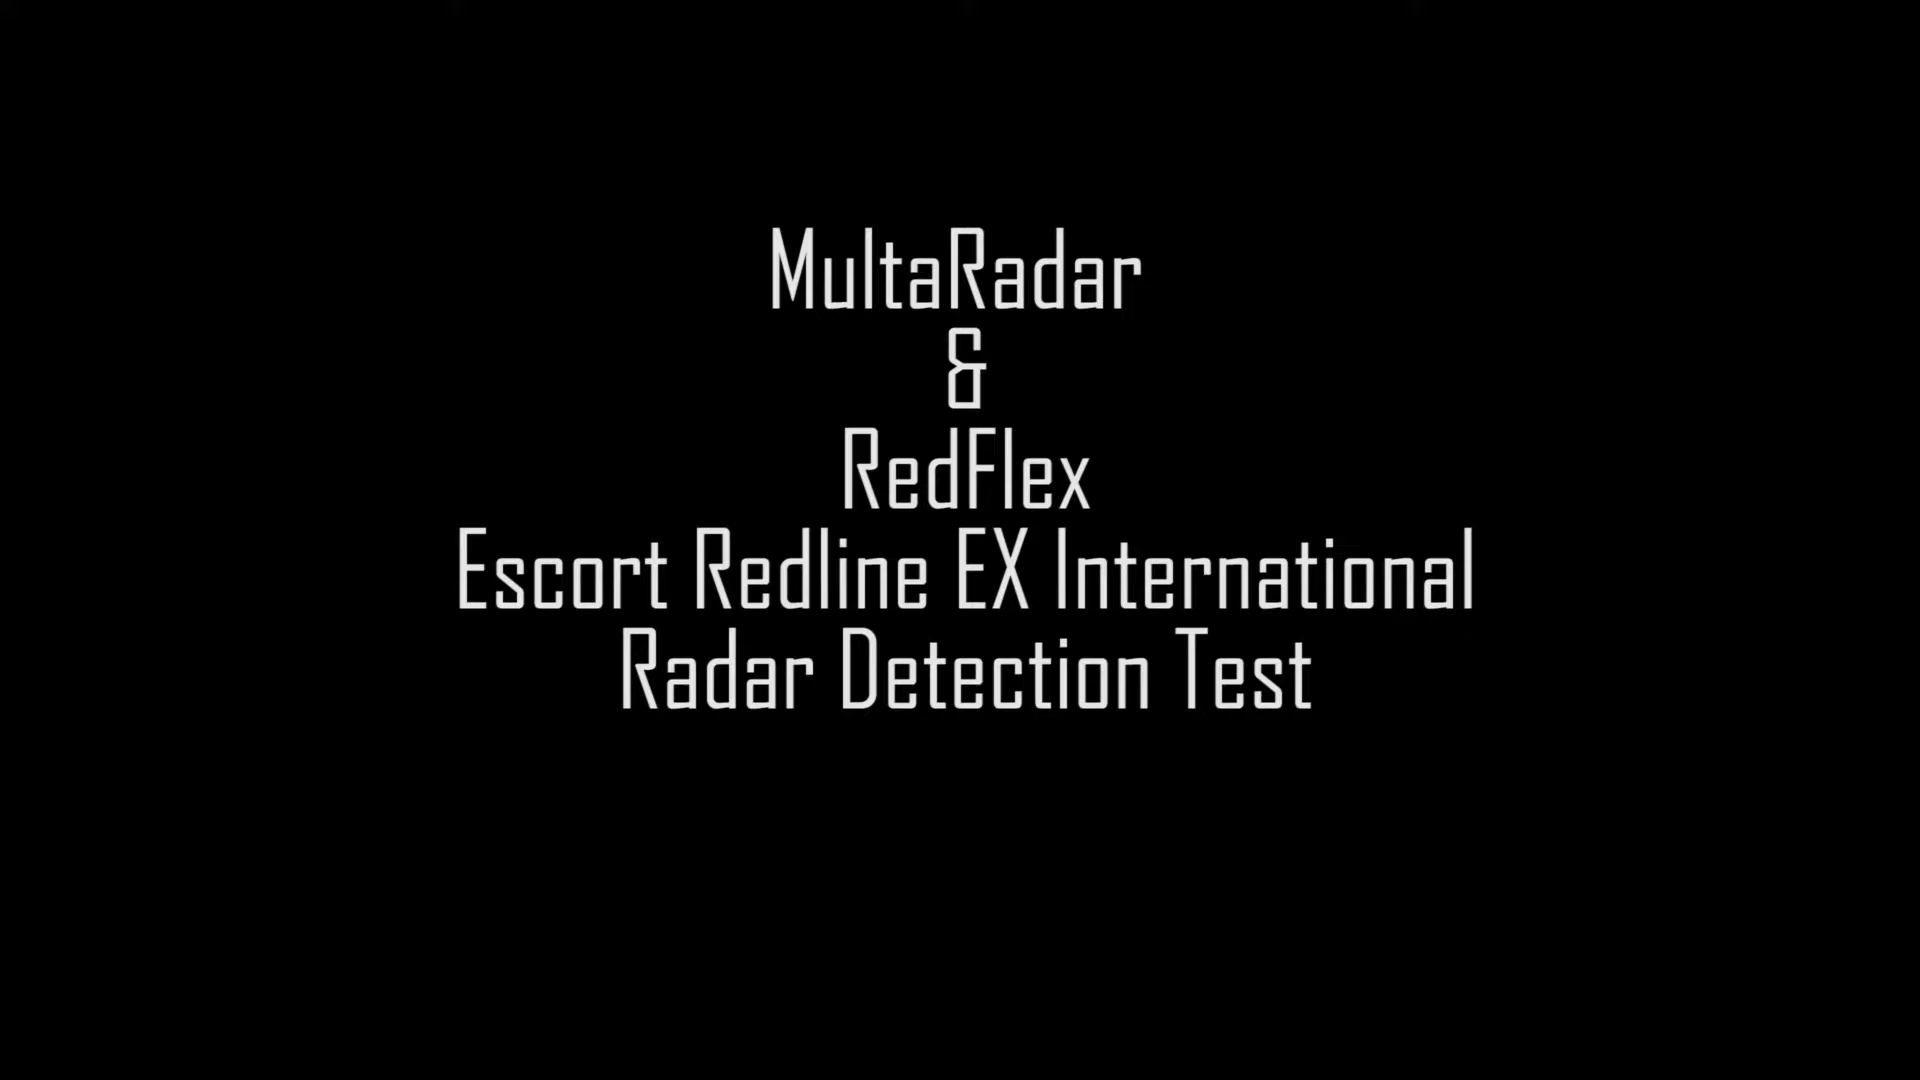 MultaRadar
&
RedFlex
Escort Redline EX International
Radar Detection Test